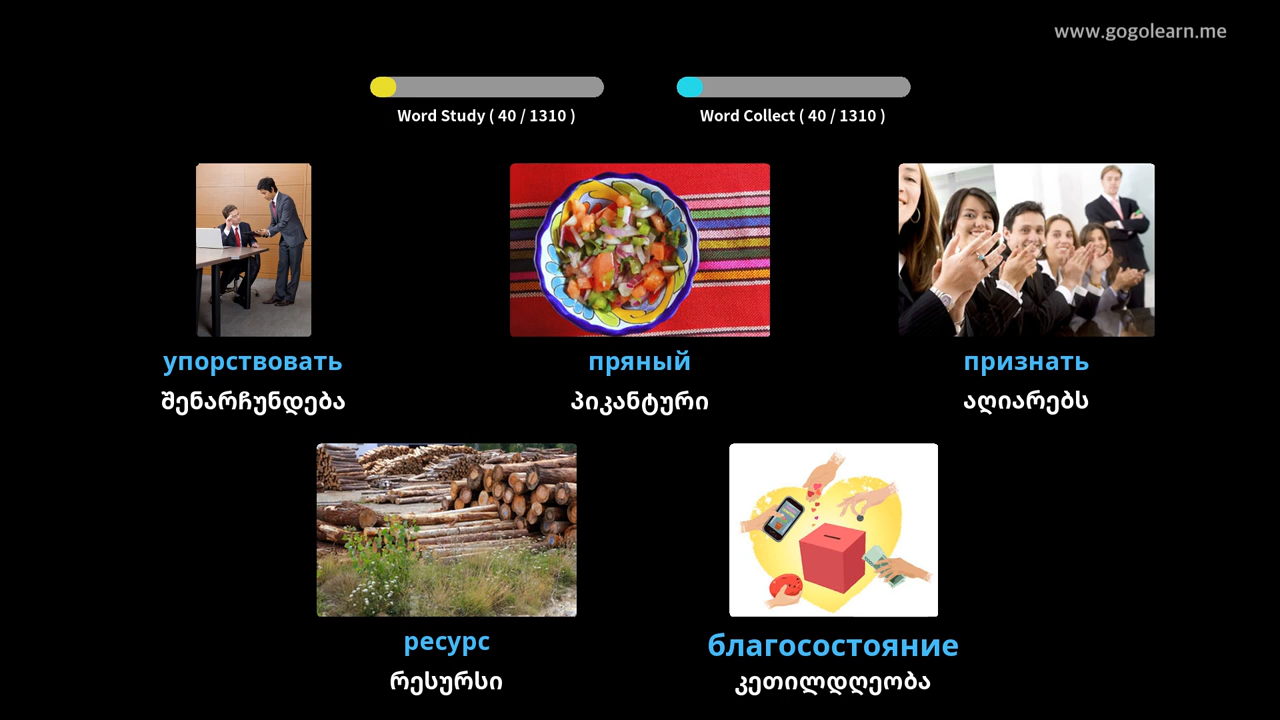 www.gogolearn.me
Word Study ( 40 / 1310 )
Word Collect ( 40 / 1310 )
упорствовать
შენარჩუნდება
пряный
პიკანტური
признать
აღიარებს
ресурс
რესურსი
благосостояние
კეთილდღეობა